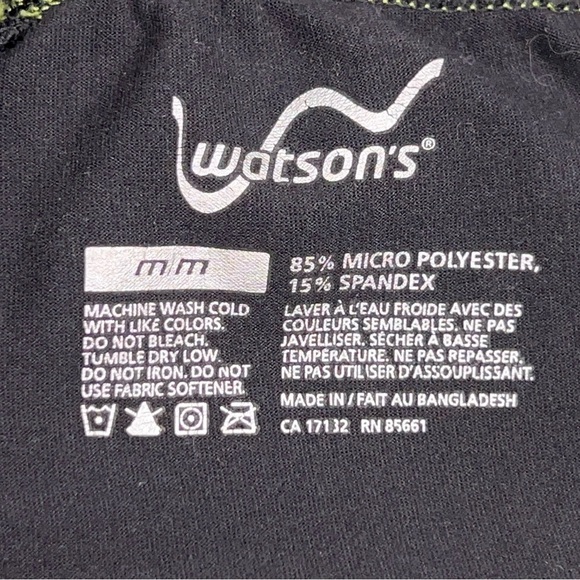 Watson's®
m/m
85% MICRO POLYESTER,
15% SPANDEX
MACHINE WASH COLD
WITH LIKE COLORS.
DO NOT BLEACH.
TUMBLE DRY LOW.
DO NOT IRON. DO NOT
USE FABRIC SOFTENER.
LAVER À L'EAU FROIDE AVEC DES
COULEURS SEMBLABLES. NE PAS
JAVELLISER. SÉCHER À BASSE
TEMPÉRATURE. NE PAS REPASSER.
NE PAS UTILISER D'ASSOUPLISSANT.
MADE IN / FAIT AU BANGLADESH
CA 17132 RN 85661